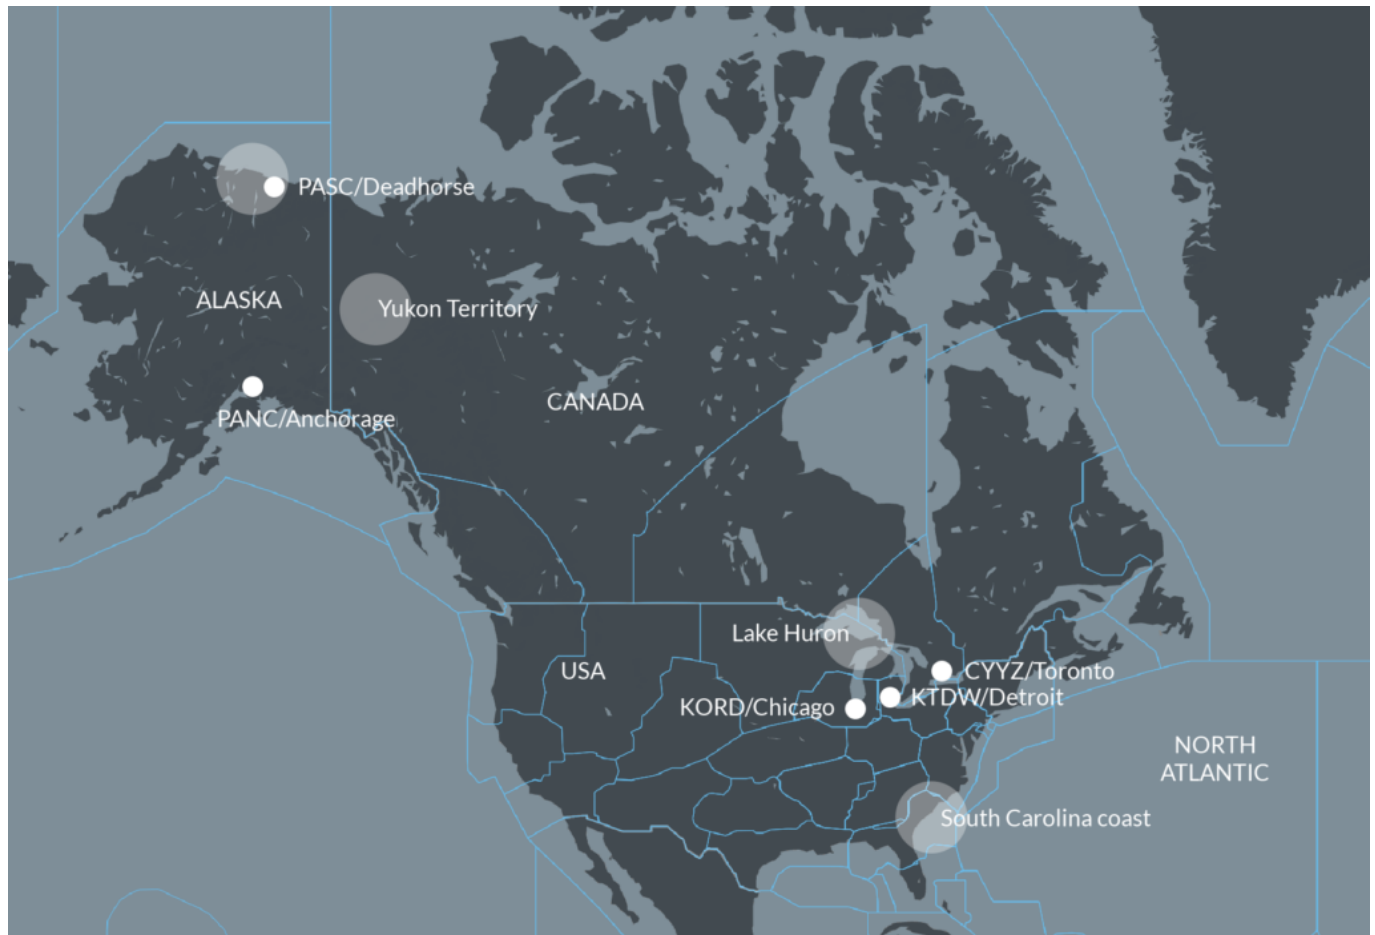 PASC/Deadhorse
ALASKA
Yukon Territory
CANADA
PANC/Anchorage
Lake Huron
USA
CYYZ/Toronto
KTDW/Detroit
KORD/Chicago
NORTH
ATLANTIC
South Carolina coast